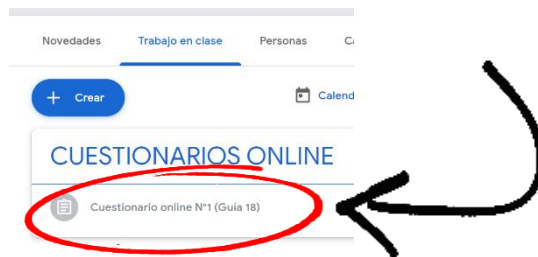 Novedades Trabajo en clase Personas
+ Crear Calend
CUESTIONARIOS ONLINE
Cuestionario online N°1 (Guía 18)